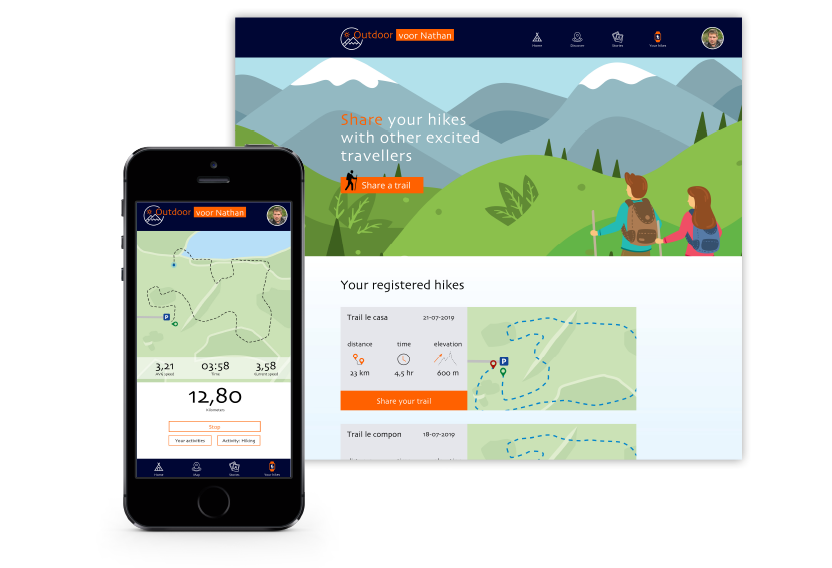 Outdoor voor Nathan
Home
Discover
Stories
Your hikes
Share your hikes
with other excited
travellers
Share a trail
Your registered hikes
Trail le casa 21-07-2019
distance time elevation
P
23 km 4,5 hr 600 m
Share your trail
Trail le compon 18-07-2019
Outdoor voor Nathan
P
3,21 03:58 3,58
AVG speed Time Current speed
12,80
Kilometers
Stop
Your activities Activity: Hiking
Home Map Stories Your hikes